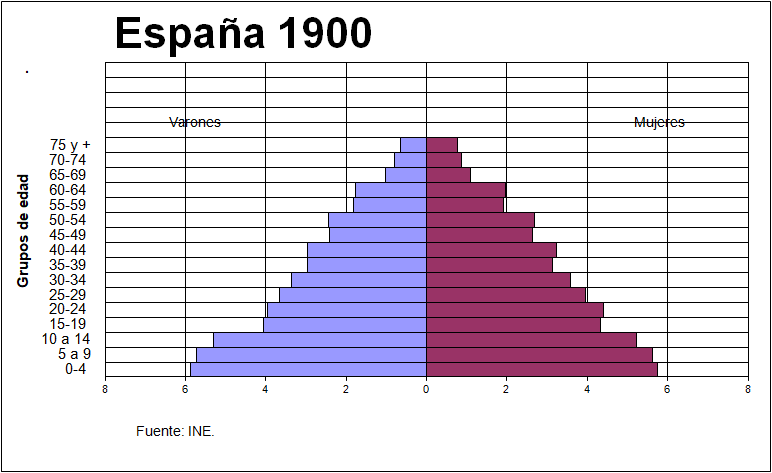 España 1900
.
Varones Mujeres
Grupos de edad
75 y +
70-74
65-69
60-64
55-59
50-54
45-49
40-44
35-39
30-34
25-29
20-24
15-19
10 a 14
5 a 9
0-4
8 6 4 2 0 2 4 6 8
Fuente: INE.